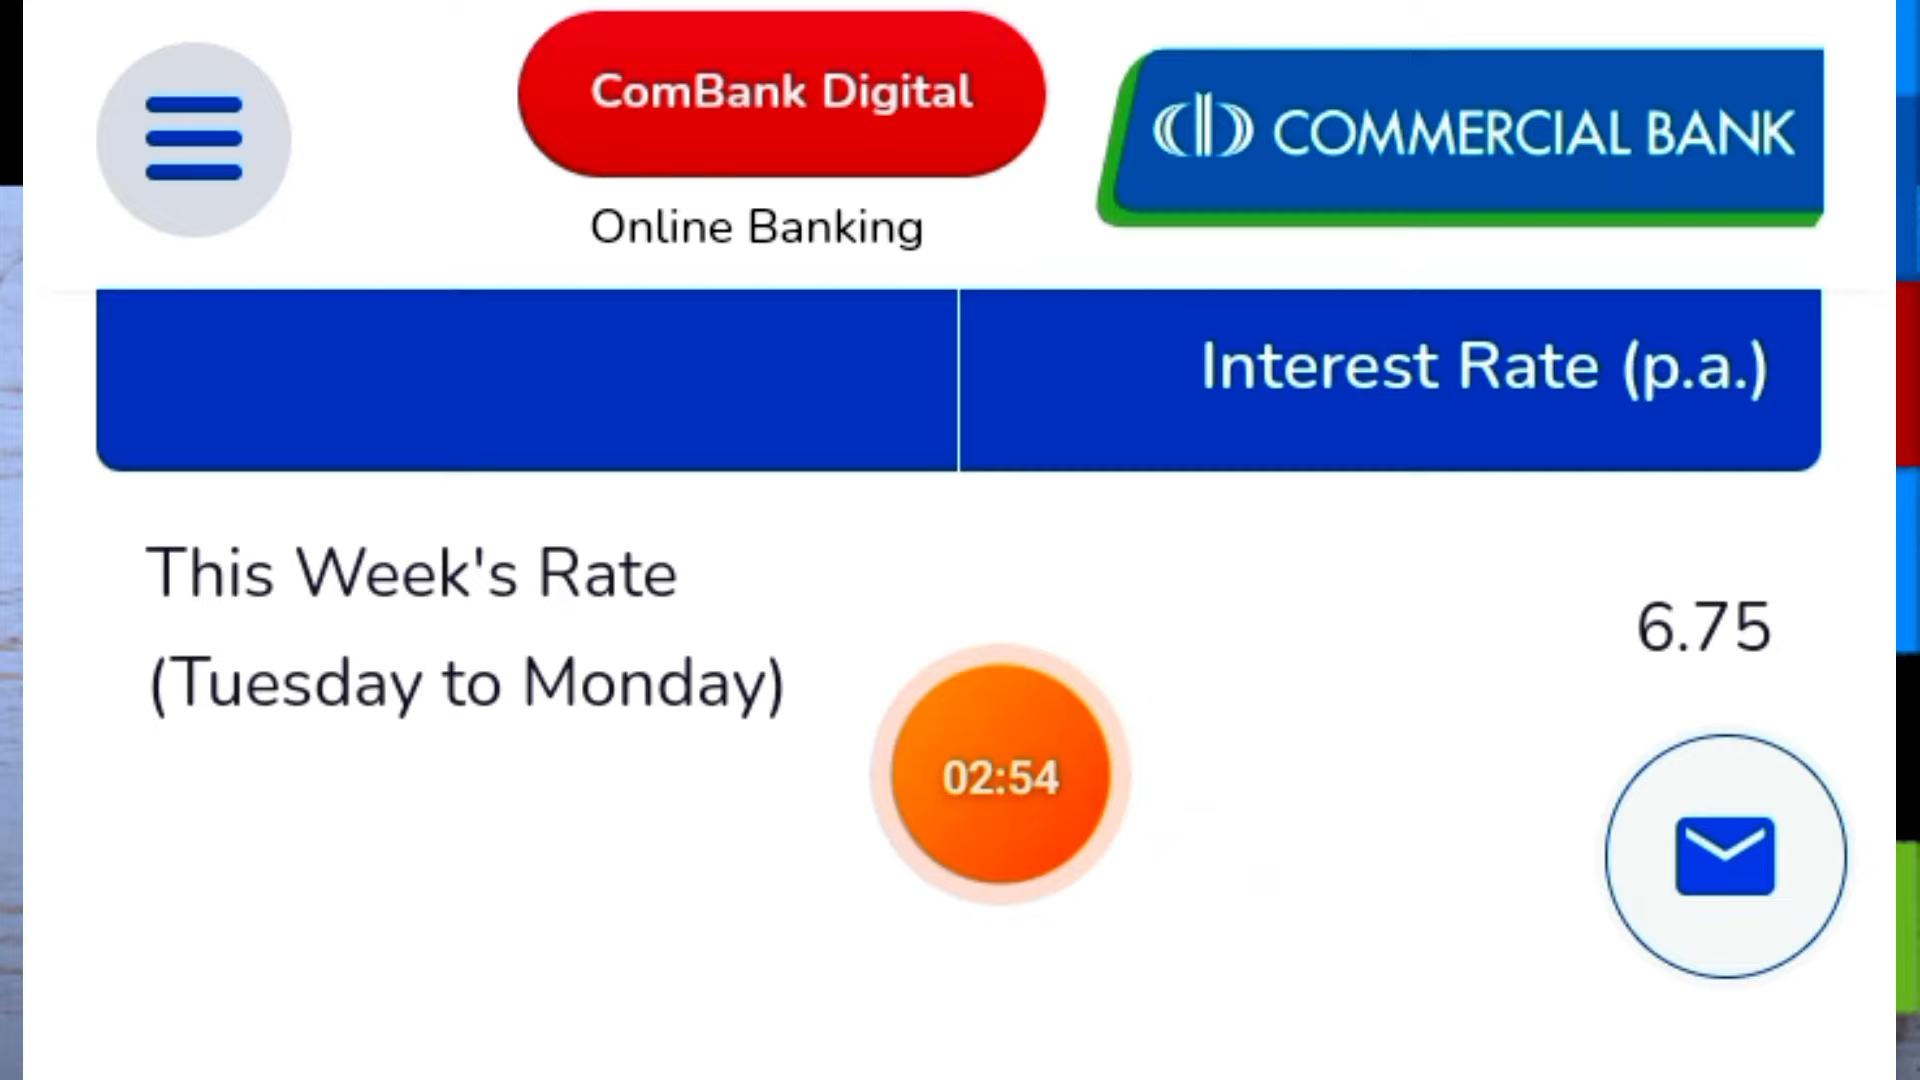 ComBank Digital
COMMERCIAL BANK
Online Banking
Interest Rate (p.a.)
This Week's Rate
(Tuesday to Monday)
6.75
02:54